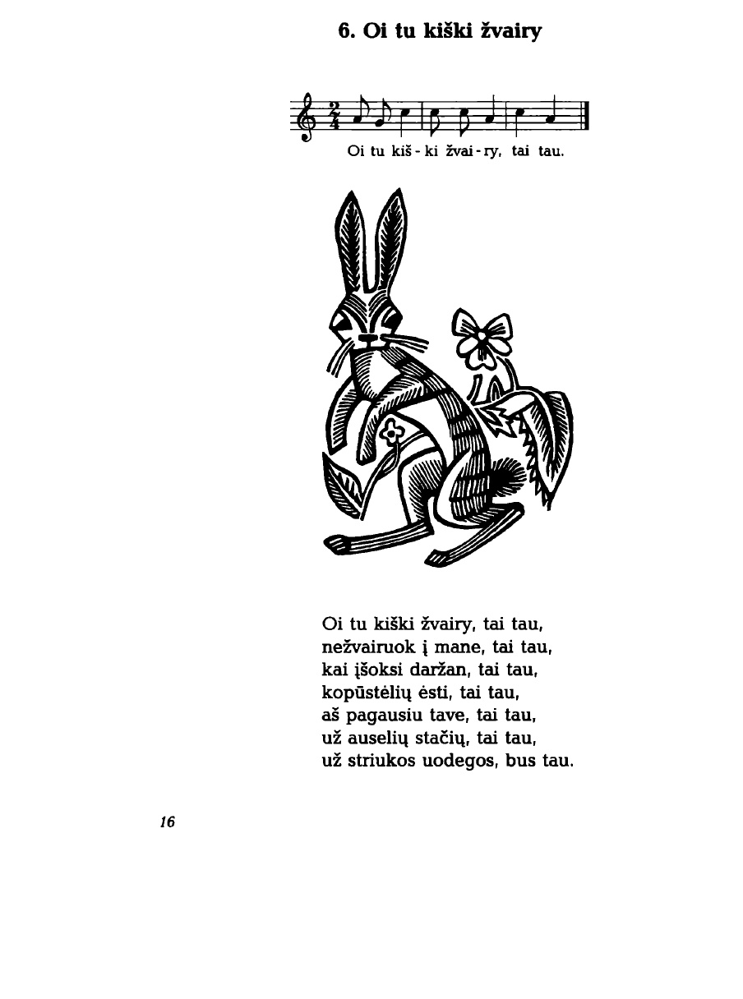 6. Oi tu kiški žvairy
Oi tu kiš - ki žvai - ry, tai tau.
Oi tu kiški žvairy, tai tau,
nežvairuok į mane, tai tau,
kai įšoksi daržan, tai tau,
kopūstėlių ėsti, tai tau,
aš pagausiu tave, tai tau,
už auselių stačių, tai tau,
už striukos uodegos, bus tau.
16